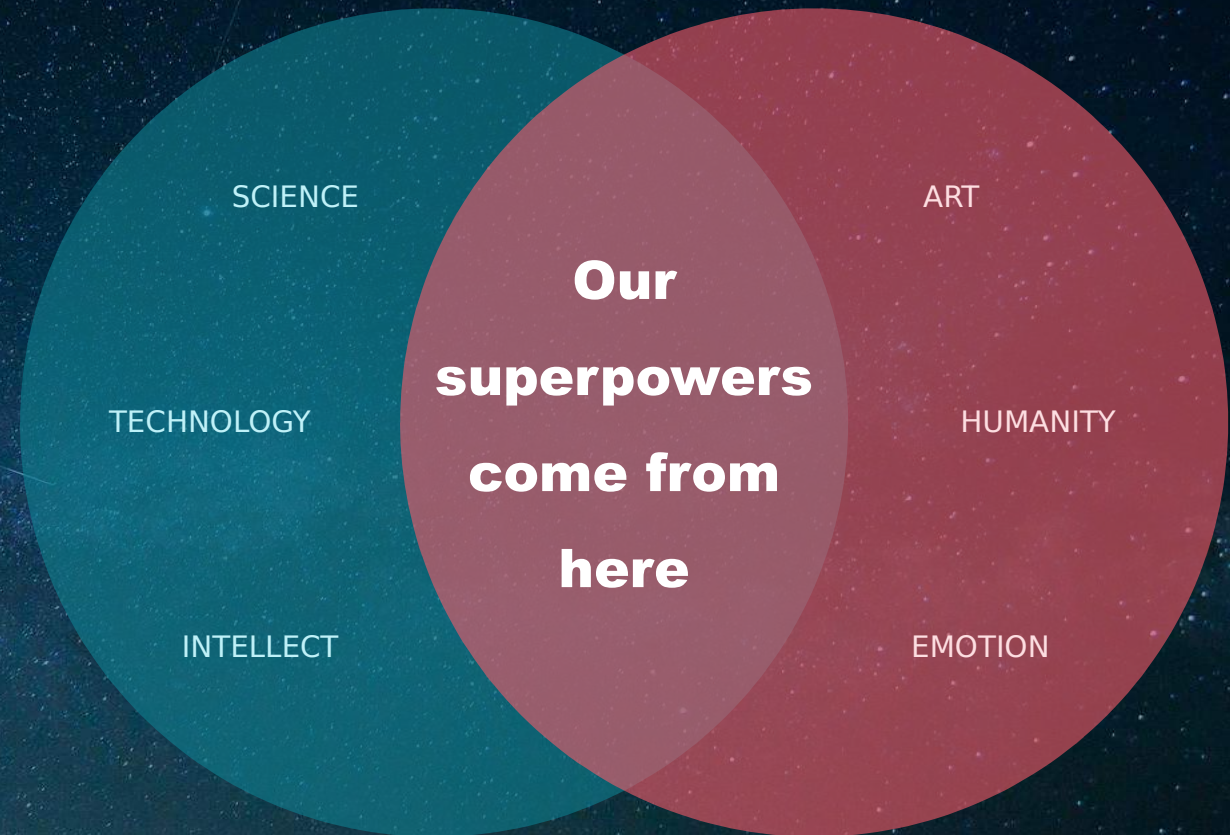 SCIENCE
ART
Our
superpowers
come from
here
TECHNOLOGY
HUMANITY
INTELLECT
EMOTION